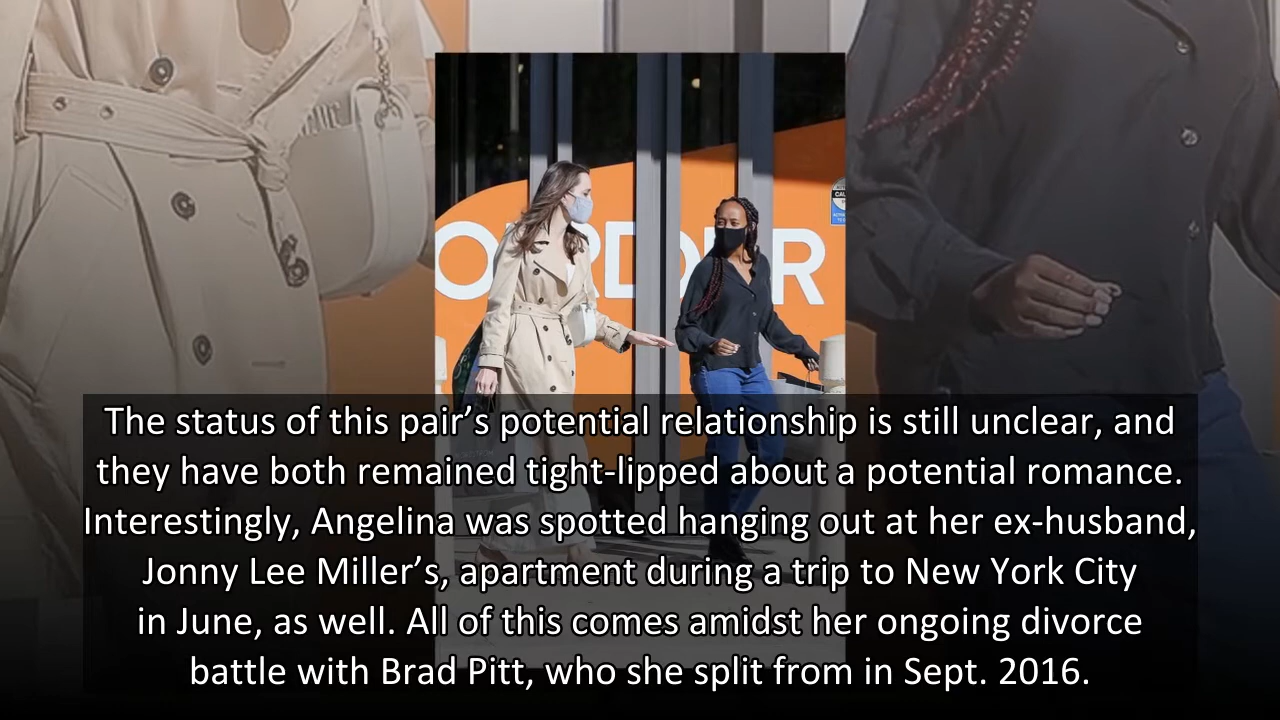 ORDER
The status of this pair’s potential relationship is still unclear, and
they have both remained tight-lipped about a potential romance.
Interestingly, Angelina was spotted hanging out at her ex-husband,
Jonny Lee Miller’s, apartment during a trip to New York City
in June, as well. All of this comes amidst her ongoing divorce
battle with Brad Pitt, who she split from in Sept. 2016.